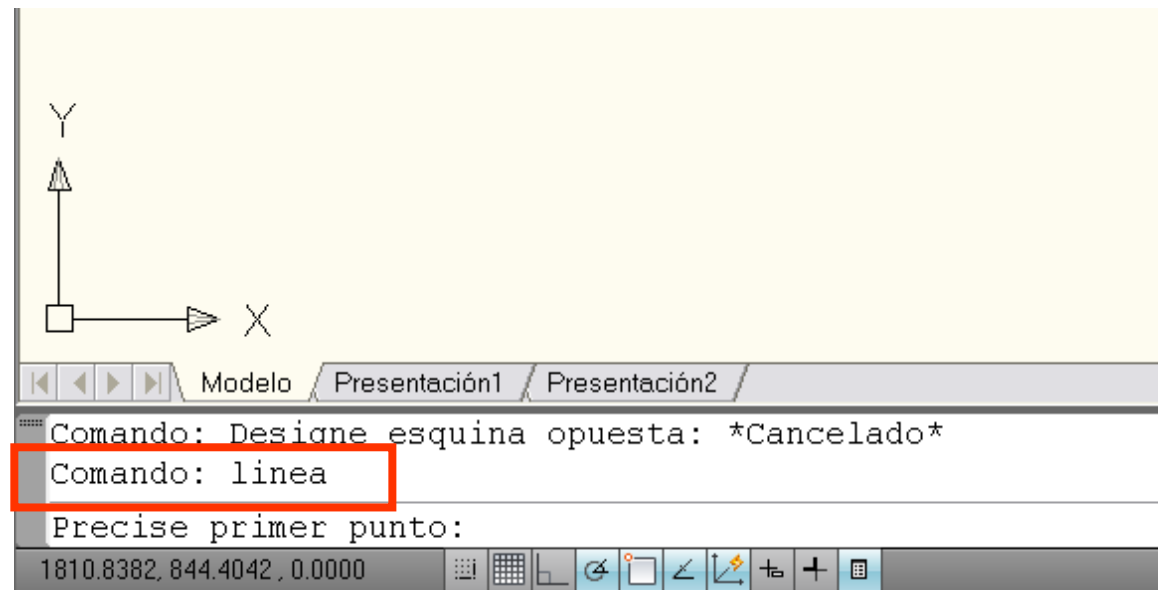 Y
X
Modelo Presentación1 Presentación2
Comando: Designe esquina opuesta: *Cancelado*
Comando: linea
Precise primer punto:
1810.8382, 844.4042 , 0.0000